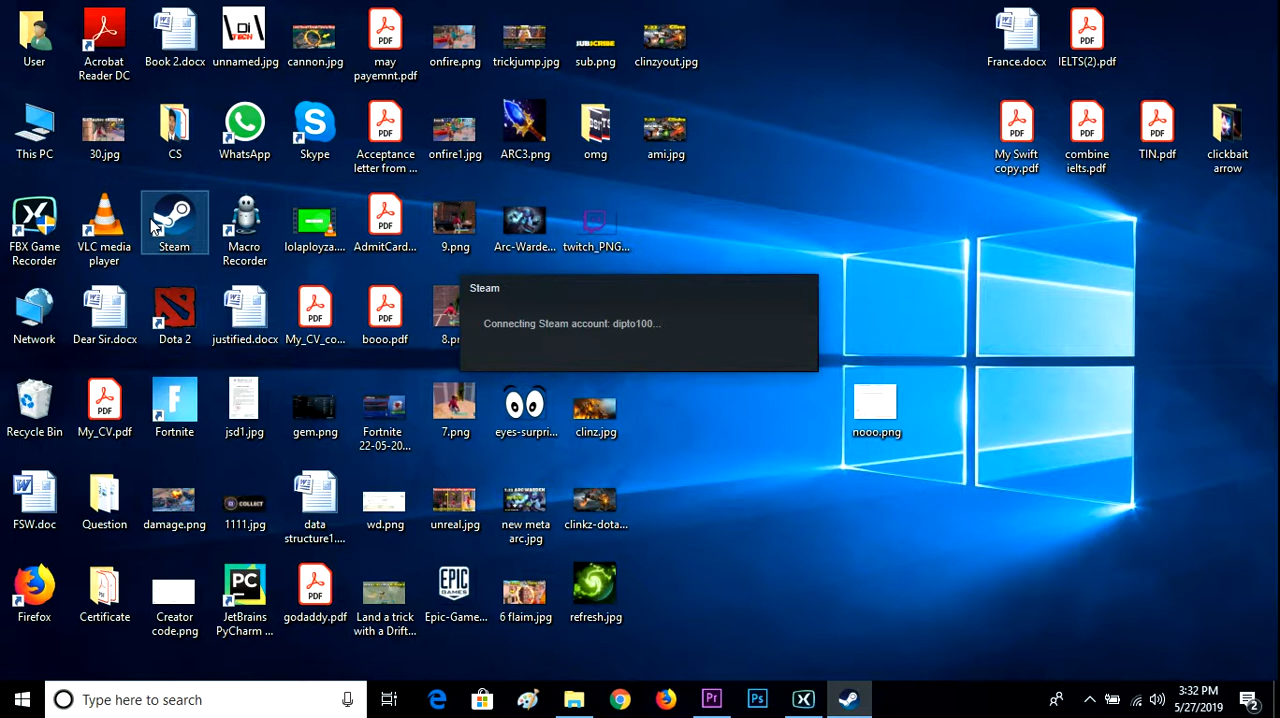 User
Acrobat
Reader DC
Book 2.docx
unnamed.jpg
cannon.jpg
may
payemnt.pdf
onfire.png
trickjump.jpg
sub.png
clinzyout.jpg
France.docx
IELTS(2).pdf
This PC
30.jpg
CS
WhatsApp
Skype
Acceptance
letter from ...
onfire1.jpg
ARC3.png
omg
ami.jpg
My Swift
copy.pdf
combine
ielts.pdf
TIN.pdf
clickbait
arrow
FBX Game
Recorder
VLC media
player
Steam
Macro
Recorder
lolaployza....
AdmitCard...
9.png
Arc-Warde...
twitch_PNG...
Steam
Connecting Steam account: dipto100...
Network
Dear Sir.docx
Dota 2
justified.docx
My_CV_co...
booo.pdf
Recycle Bin
My_CV.pdf
Fortnite
jsd1.jpg
gem.png
Fortnite
22-05-20...
7.png
eyes-surpri...
clinz.jpg
nooo.png
FSW.doc
Question
damage.png
1111.jpg
data
structure1....
wd.png
unreal.jpg
new meta
arc.jpg
clinkz-dota...
Firefox
Certificate
Creator
code.png
JetBrains
PyCharm ...
godaddy.pdf
Land a trick
with a Drift...
Epic-Game...
6 flaim.jpg
refresh.jpg
Type here to search
3:32 PM
5/27/2019
2